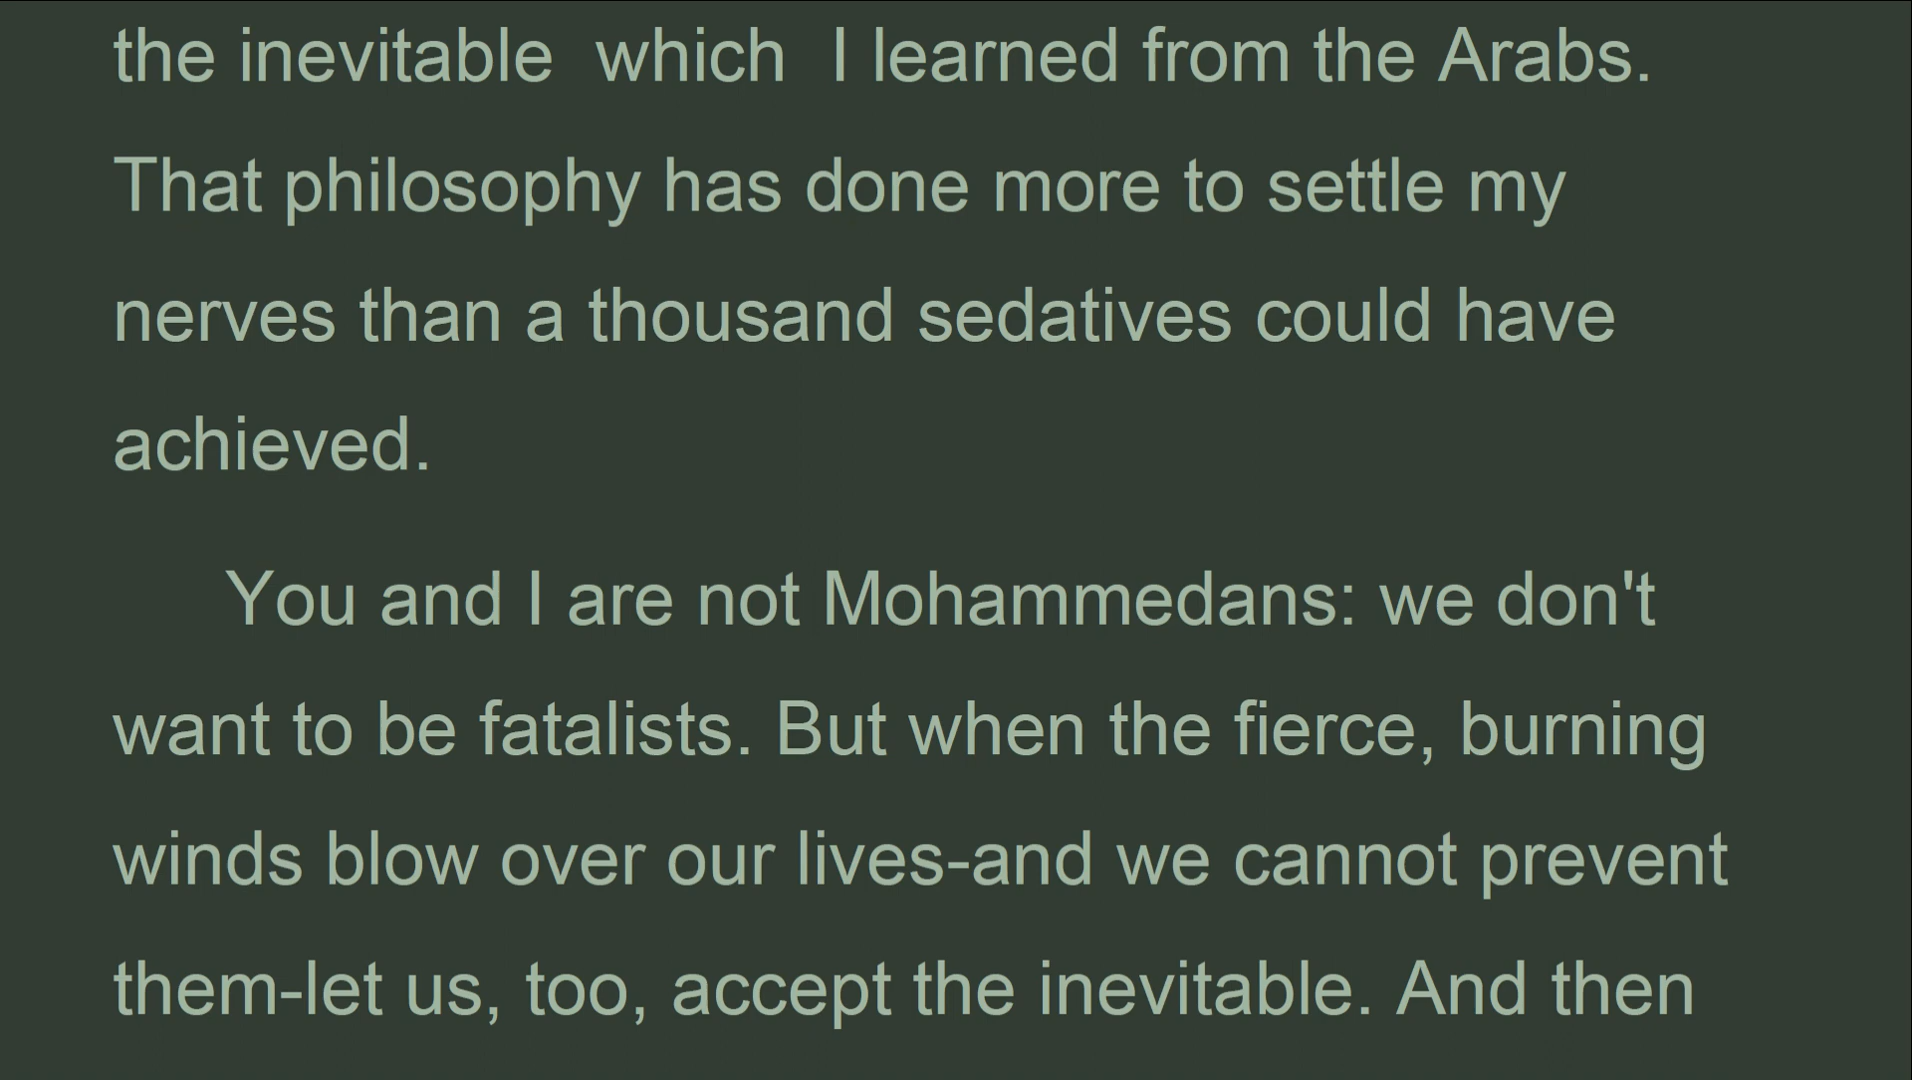 the inevitable  which  I learned from the Arabs.
That philosophy has done more to settle my
nerves than a thousand sedatives could have
achieved.
You and I are not Mohammedans: we don't
want to be fatalists. But when the fierce, burning
winds blow over our lives-and we cannot prevent
them-let us, too, accept the inevitable. And then